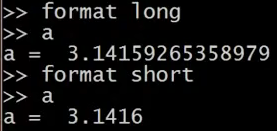 >> format long
>> a
a =  3.14159265358979
>> format short
>> a
a =  3.1416